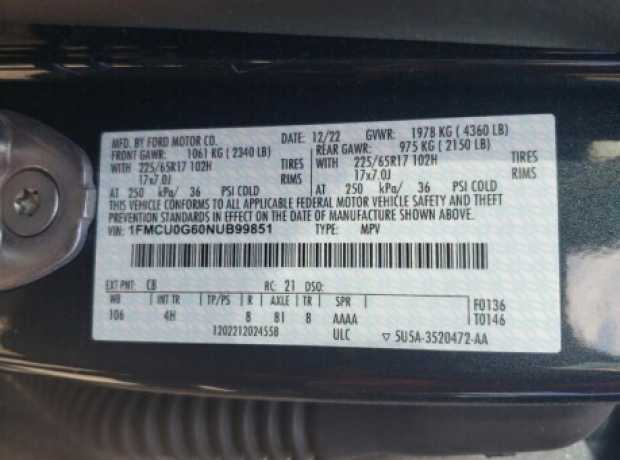 MFD. BY FORD MOTOR CO. DATE: 12/22 GVWR: 1978 KG ( 4360 LB)
FRONT GAWR: 1061 KG ( 2340 LB) REAR GAWR: 975 KG ( 2150 LB)
WITH 225/65R17 102H TIRES WITH 225/65R17 102H TIRES
17x7.0J RIMS 17x7.0J RIMS
AT 250 kPa/ 36 PSI COLD AT 250 kPa/ 36 PSI COLD
THIS VEHICLE CONFORMS TO ALL APPLICABLE FEDERAL MOTOR VEHICLE SAFETY AND THEFT
PREVENTION STANDARDS IN EFFECT ON THE DATE OF MANUFACTURE SHOWN ABOVE.
VIN: 1FMCU0G60NUB99851 TYPE: MPV
EXT PNT: C8 RC: 21 DSO:
WB INT TR TP/PS R AXLE TR SPR F0136
106 4H 8 81 8 AAAA T0146
1202212024558 ULC ▽ 5U5A-3520472-AA